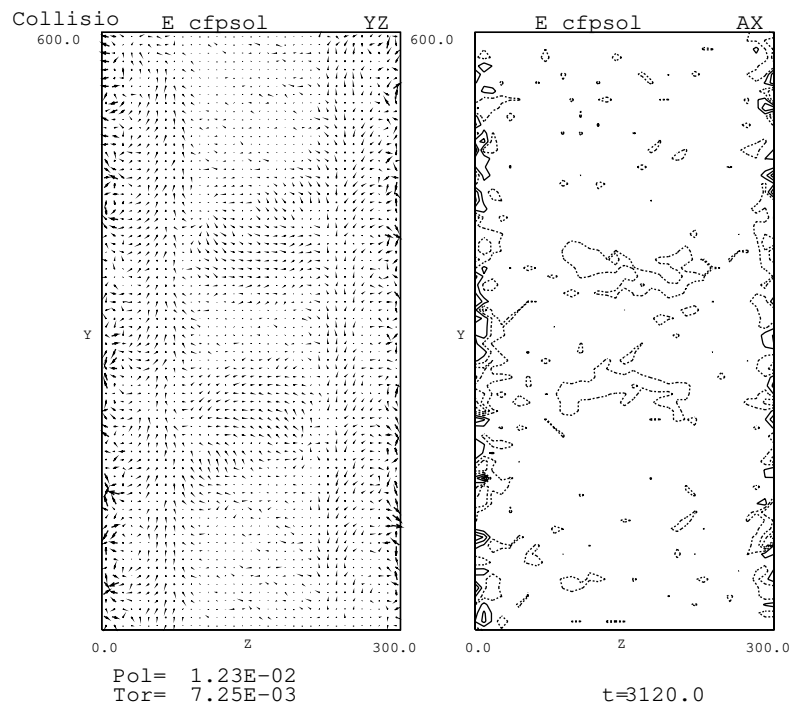 Collisio E cfpsol YZ E cfpsol AX
600.0 600.0
Y Y
0.0 Z 300.0 0.0 Z 300.0
Pol= 1.23E-02
Tor= 7.25E-03 t=3120.0